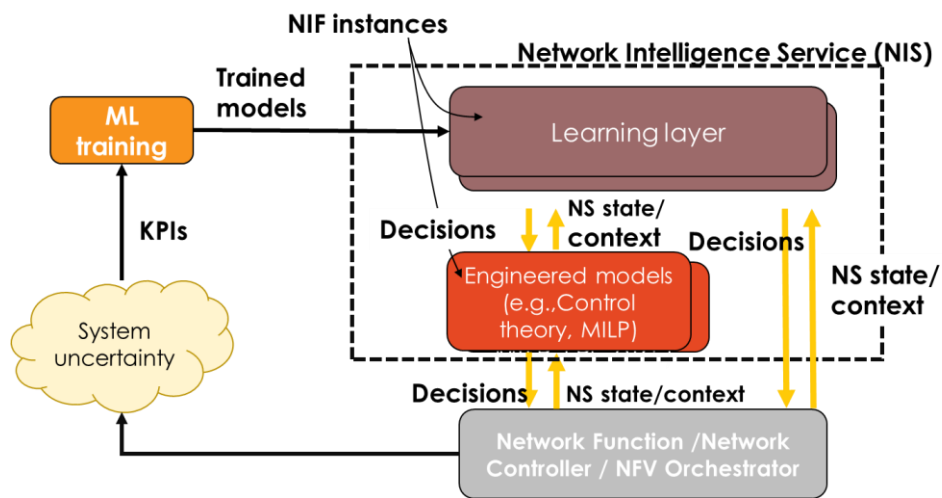 NIF instances
Network Intelligence Service (NIS)
Trained
models
ML
training
Learning layer
KPIs
Decisions
NS state/
context
Decisions
NS state/
context
Engineered models
(e.g.,Control
theory, MILP)
System
uncertainty
Decisions
NS state/context
Network Function /Network
Controller / NFV Orchestrator